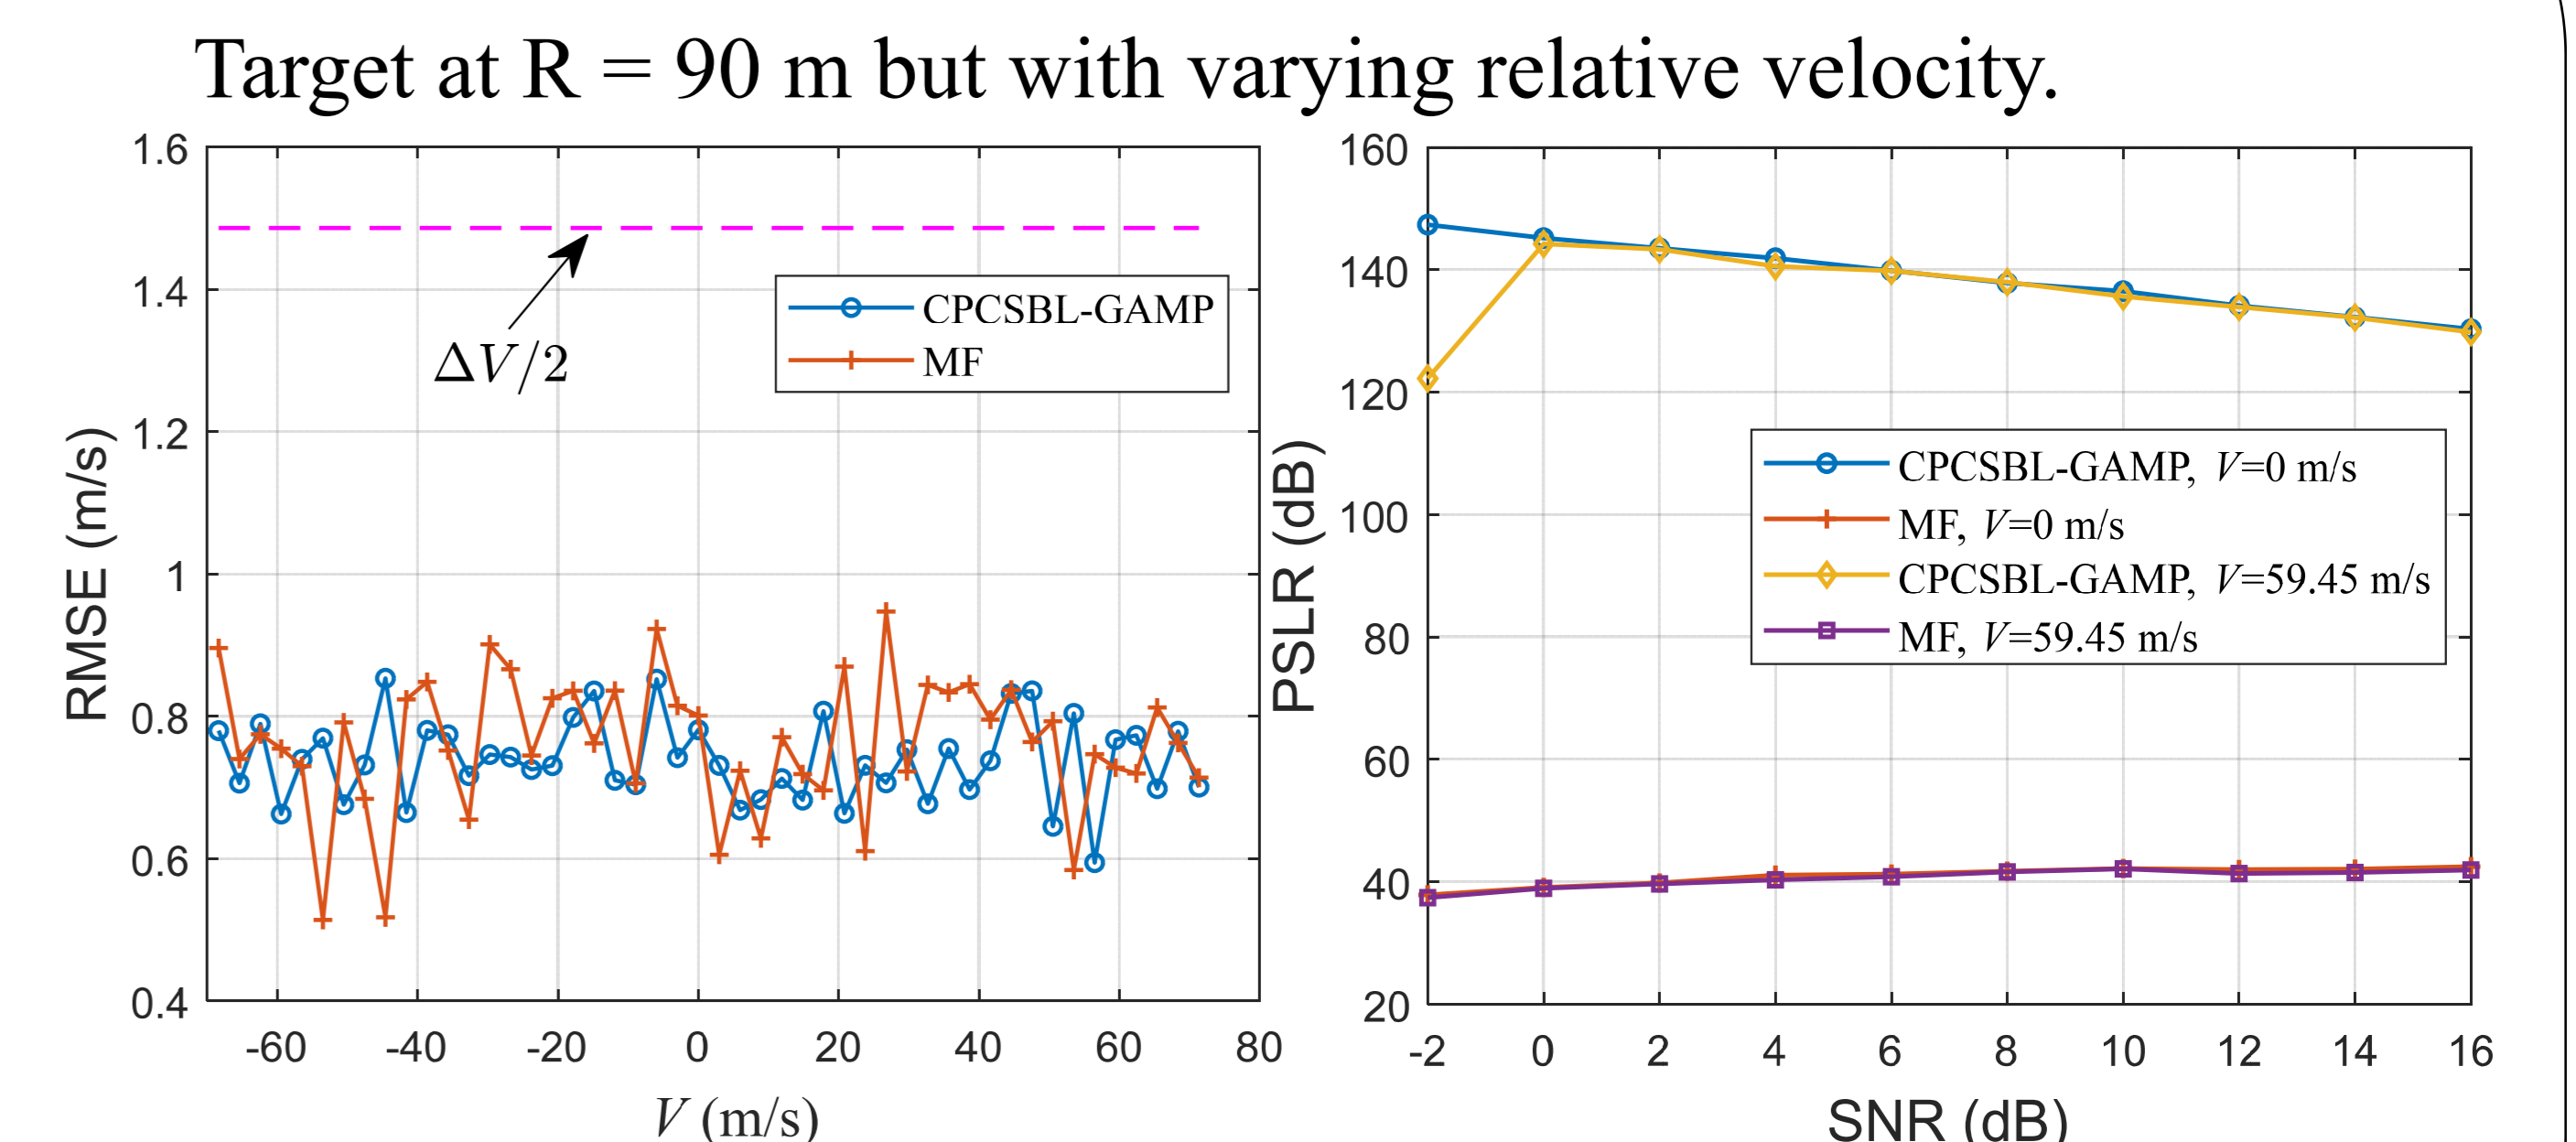 Target at R = 90 m but with varying relative velocity.
1.6
1.4
1.2
1
0.8
0.6
0.4
RMSE (m/s)
ΔV/2
CPCSBL-GAMP
MF
-60 -40 -20 0 20 40 60 80
V (m/s)
160
140
120
100
80
60
40
20
PSLR (dB)
CPCSBL-GAMP, V=0 m/s
MF, V=0 m/s
CPCSBL-GAMP, V=59.45 m/s
MF, V=59.45 m/s
-2 0 2 4 6 8 10 12 14 16
SNR (dB)